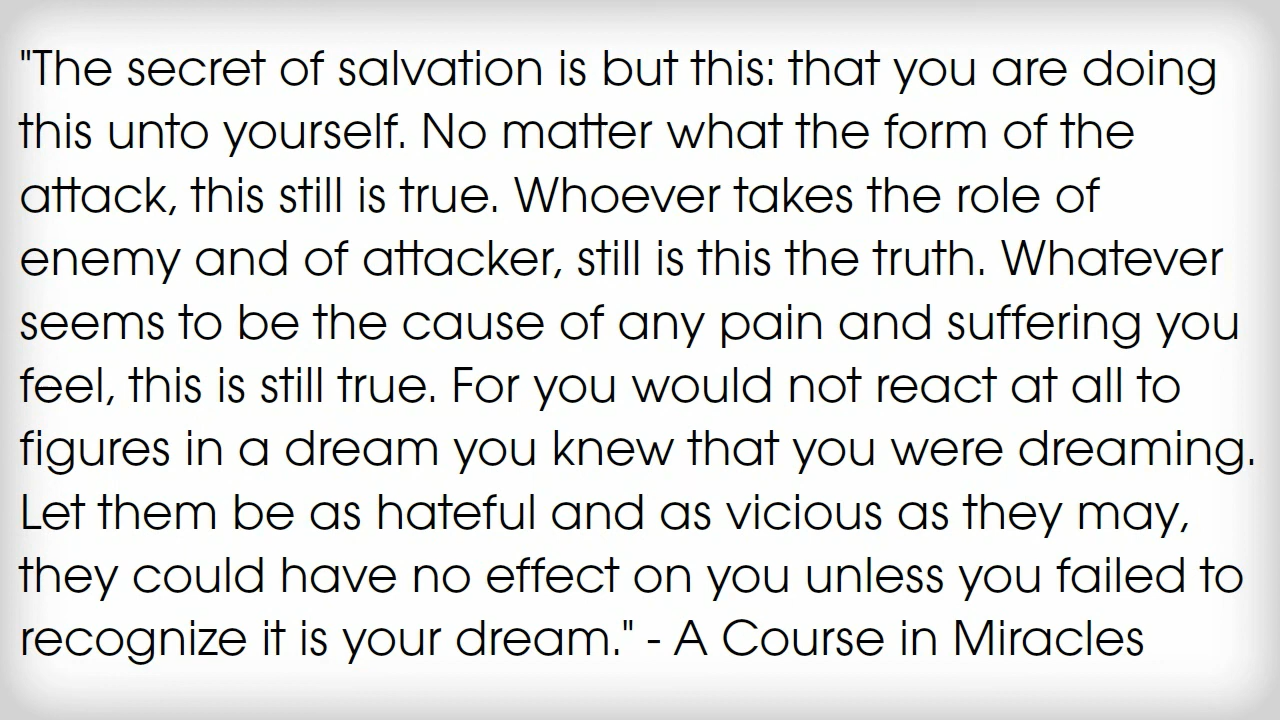 "The secret of salvation is but this: that you are doing
this unto yourself. No matter what the form of the
attack, this still is true. Whoever takes the role of
enemy and of attacker, still is this the truth. Whatever
seems to be the cause of any pain and suffering you
feel, this is still true. For you would not react at all to
figures in a dream you knew that you were dreaming.
Let them be as hateful and as vicious as they may,
they could have no effect on you unless you failed to
recognize it is your dream." - A Course in Miracles